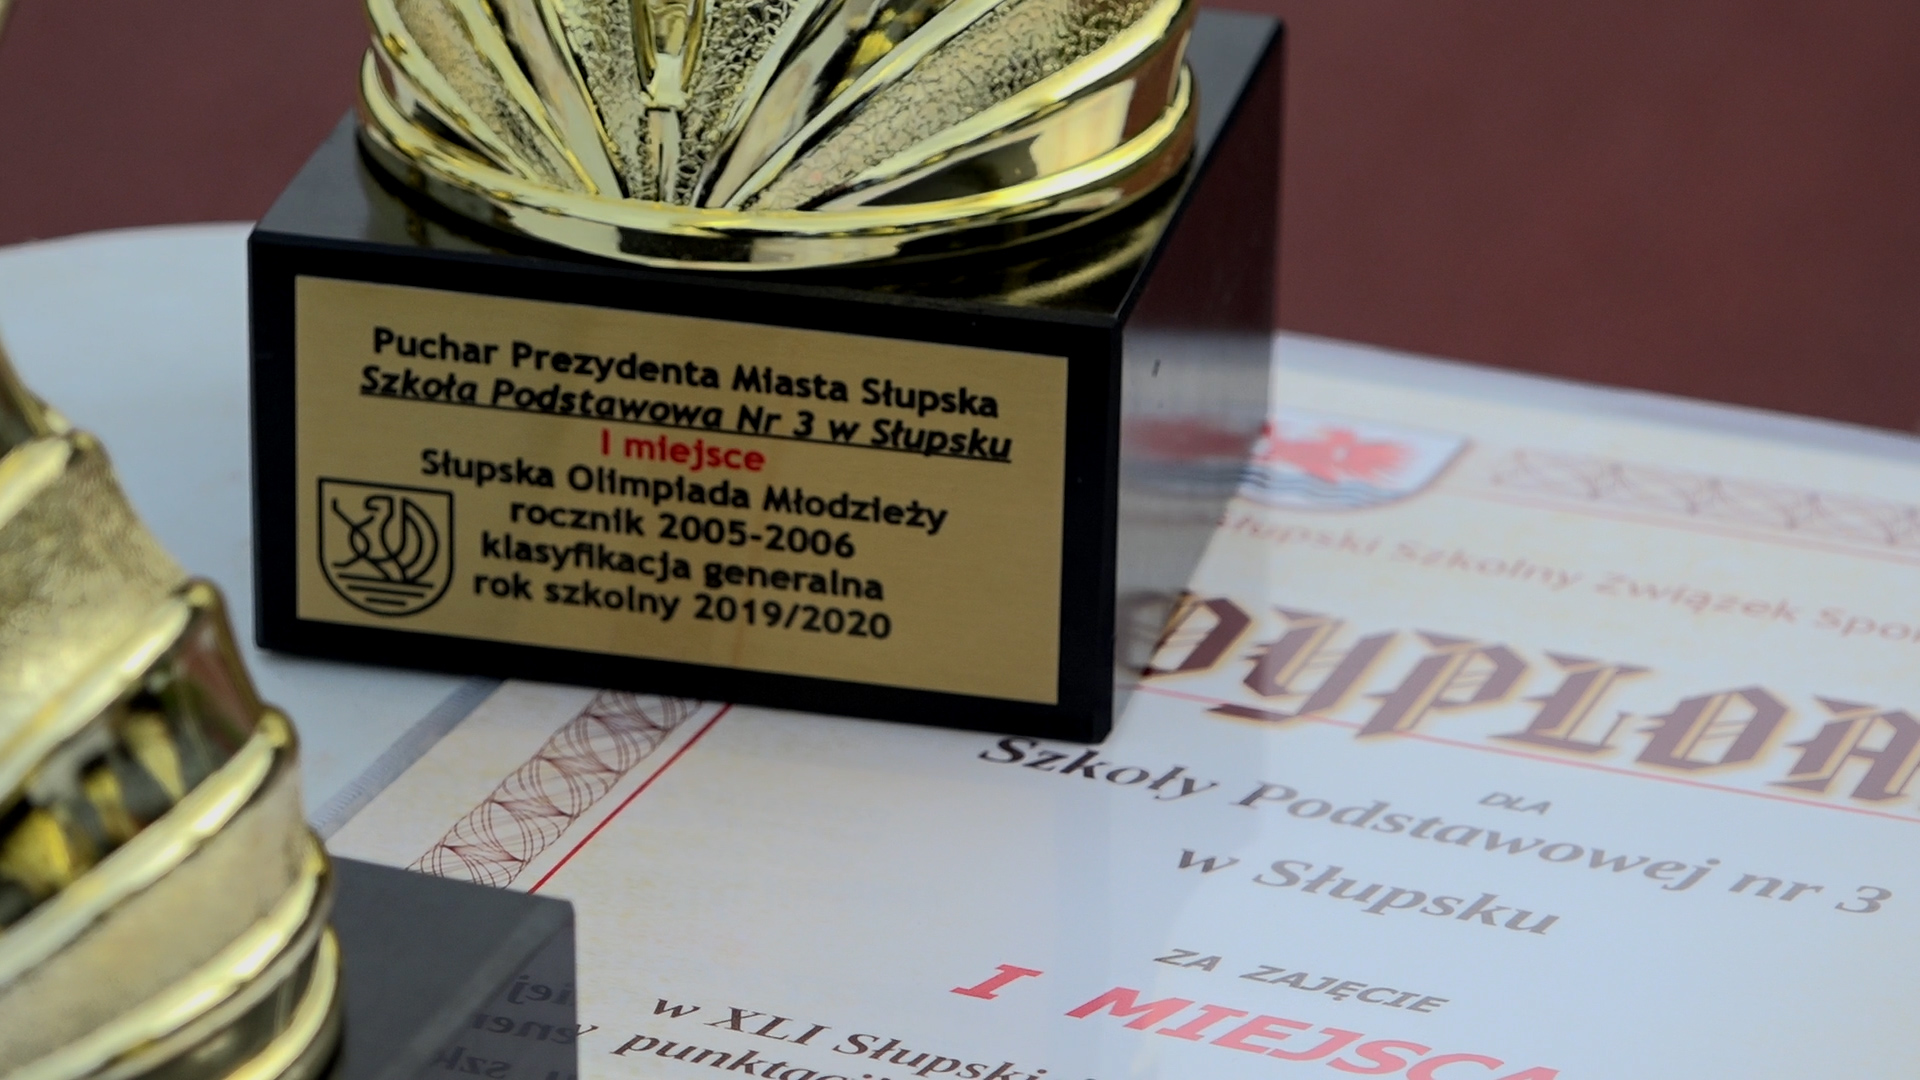 Puchar Prezydenta Miasta Słupska
Szkoła Podstawowa Nr 3 w Słupsku
I miejsce
Słupska Olimpiada Młodzieży
rocznik 2005-2006
klasyfikacja generalna
rok szkolny 2019/2020
Słupski Szkolny Związek
DYPLOM
DLA
Szkoły Podstawowej nr 3
w Słupsku
ZA ZAJĘCIE
I MIEJSCA
w XLI Słupski